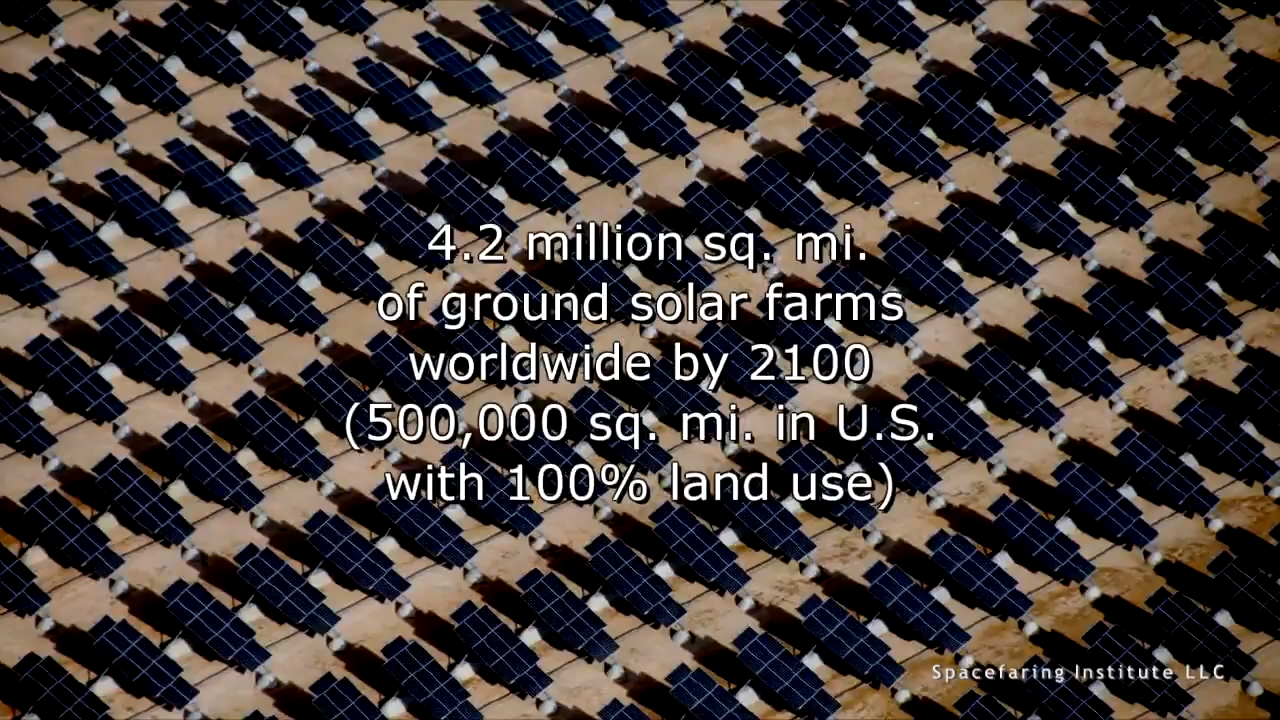 4.2 million sq. mi.
of ground solar farms
worldwide by 2100
(500,000 sq. mi. in U.S.
with 100% land use)
Spacefaring Institute LLC